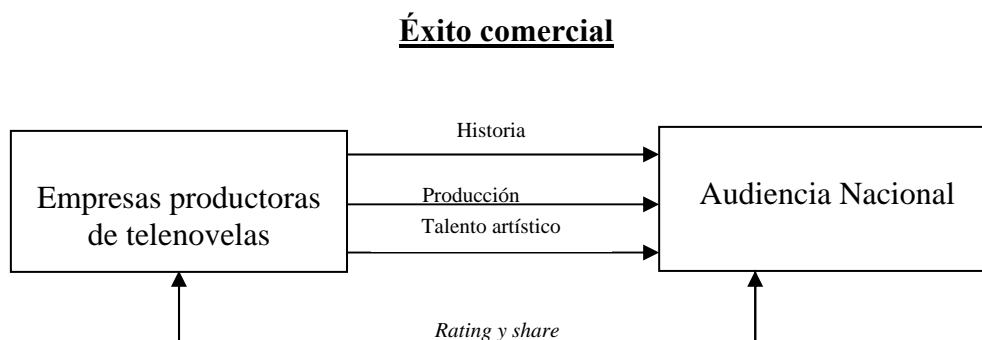 Éxito comercial
Historia
Empresas productoras
de telenovelas
Producción
Talento artístico
Audiencia Nacional
Rating y share